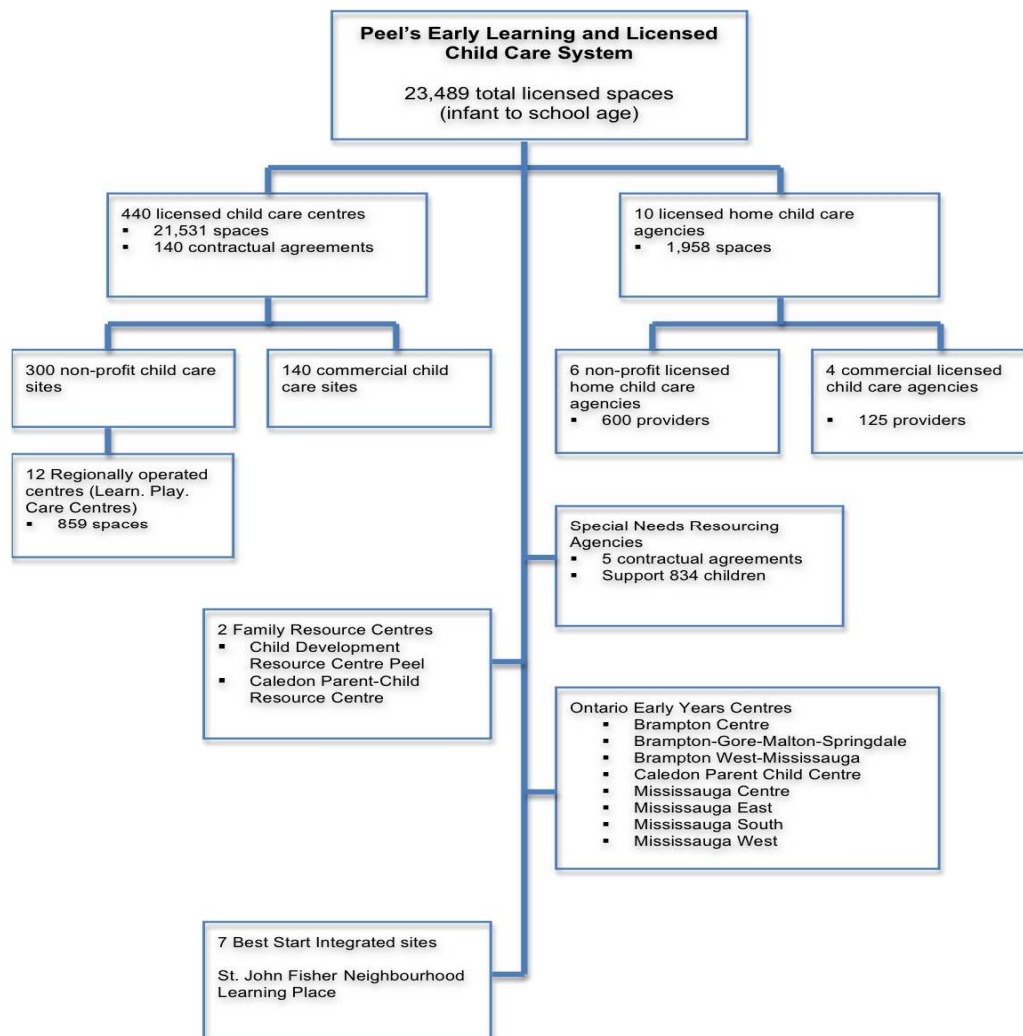 Peel's Early Learning and Licensed
Child Care System
23,489 total licensed spaces
(infant to school age)
440 licensed child care centres
▪ 21,531 spaces
▪ 140 contractual agreements
10 licensed home child care
agencies
▪ 1,958 spaces
300 non-profit child care
sites
140 commercial child
care sites
6 non-profit licensed
home child care
agencies
▪ 600 providers
4 commercial licensed
child care agencies
▪ 125 providers
12 Regionally operated
centres (Learn. Play.
Care Centres)
▪ 859 spaces
Special Needs Resourcing
Agencies
▪ 5 contractual agreements
▪ Support 834 children
2 Family Resource Centres
▪ Child Development
Resource Centre Peel
▪ Caledon Parent-Child
Resource Centre
Ontario Early Years Centres
▪ Brampton Centre
▪ Brampton-Gore-Malton-Springdale
▪ Brampton West-Mississauga
▪ Caledon Parent Child Centre
▪ Mississauga Centre
▪ Mississauga East
▪ Mississauga South
▪ Mississauga West
7 Best Start Integrated sites
St. John Fisher Neighbourhood
Learning Place